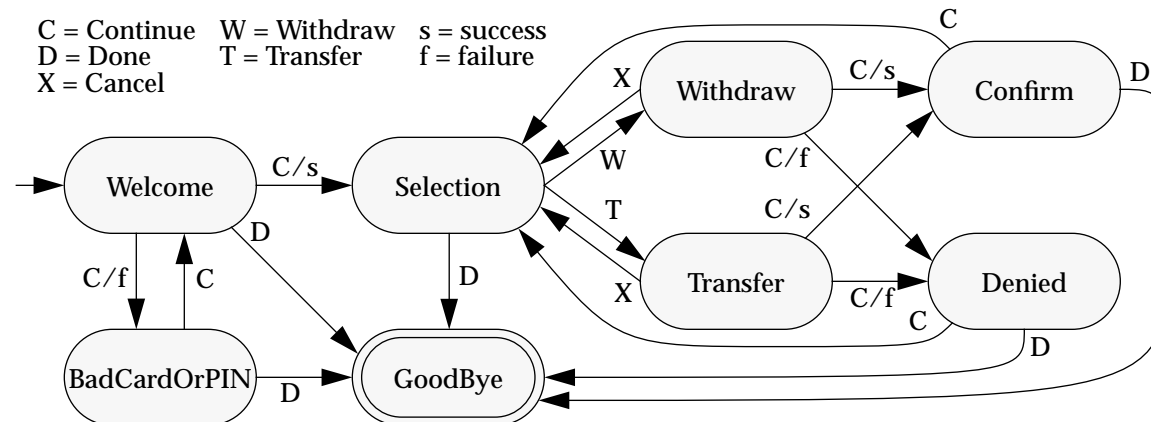 C = Continue W = Withdraw s = success
D = Done T = Transfer f = failure
X = Cancel
C
X
Withdraw
C/s
Confirm
D
W
C/f
Welcome
C/s
Selection
D
T
C/s
C/f
C
D
X
Transfer
C/f
Denied
C
D
BadCardOrPIN
D
GoodBye